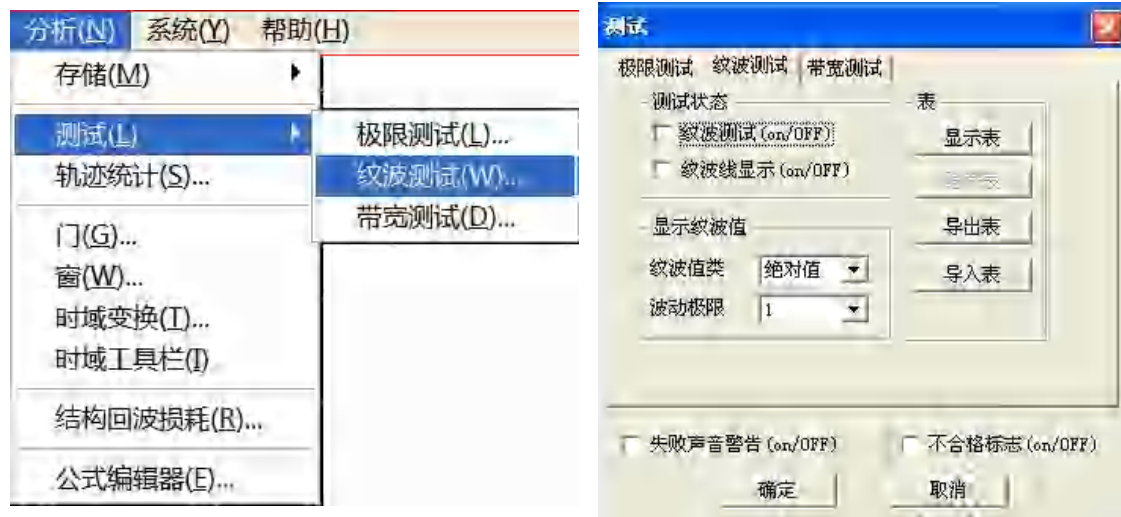 分析(N) 系统(Y) 帮助(H)
存储(M)
测试(L)
轨迹统计(S)...
门(G)...
窗(W)...
时域变换(T)...
时域工具栏(I)
结构回波损耗(R)...
公式编辑器(E)...
极限测试(L)...
纹波测试(W)...
带宽测试(D)...
测试
极限测试 纹波测试 带宽测试
测试状态
纹波测试(on/OFF)
纹波线显示(on/OFF)
显示纹波值
纹波值类 绝对值
波动极限 1
表
显示表
导出表
导入表
失败声音警告(on/OFF) 不合格标志(on/OFF)
确定 取消